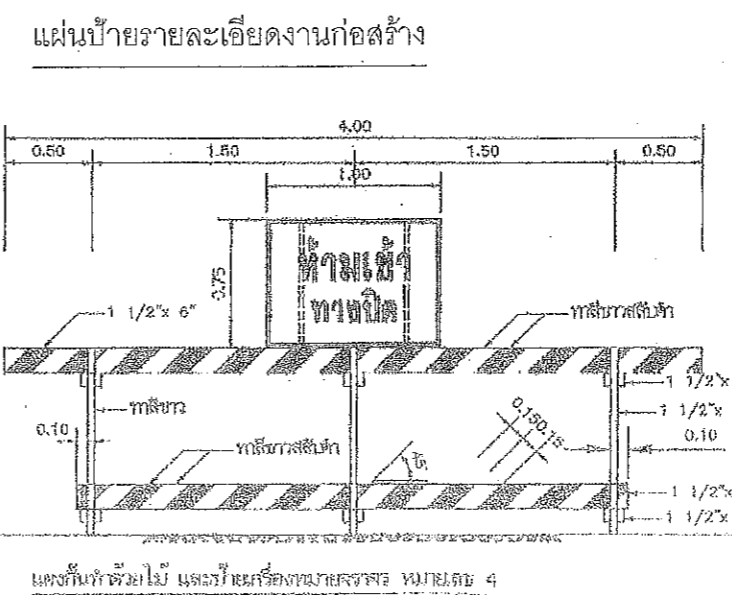 แผ่นป้ายรายละเอียดงานก่อสร้าง
4.00
0.50 1.50 1.50 0.50
1.00
0.75
ห้ามเข้า
ทางปิด
1 1/2"x 6"
ทาสีขาวสลับดำ
1 1/2"x
ทาสีขาว
1 1/2"x
0.10
0.15 0.15
0.10
ทาสีขาวสลับดำ
45°
1 1/2"x
1 1/2"x
แผงกั้นทำด้วยไม้ และป้ายเครื่องหมายจราจร หมายเลข 4